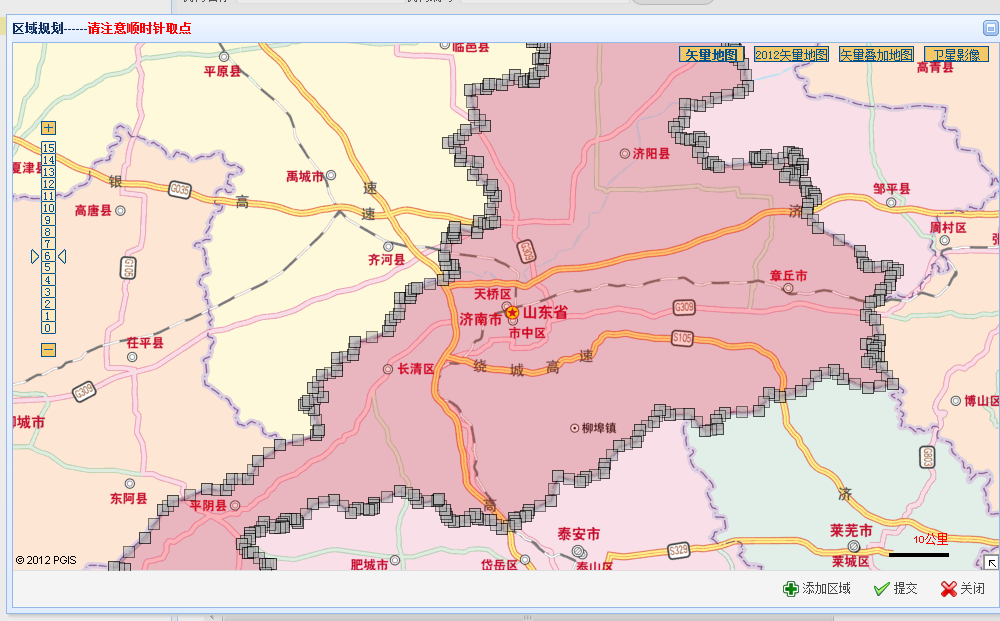 区域规划------请注意顺时针取点
矢量地图
2012矢量地图
矢量叠加地图
卫星影像
临邑县
平原县
高青县
夏津县
银
G035
高
高唐县
禹城市
速
速
济阳县
邹平县
济
周村区
齐河县
G309
G105
章丘市
天桥区
济南市
山东省
市中区
G309
S105
茌平县
长清区
绕
城
高
速
G309
博山区
城市
柳埠镇
G803
东阿县
平阴县
高
济
泰安市
莱芜市
10公里
肥城市
岱岳区
泰山区
S329
莱城区
15
14
13
12
11
10
9
8
7
6
5
4
3
2
1
0
© 2012 PGIS
添加区域
提交
关闭